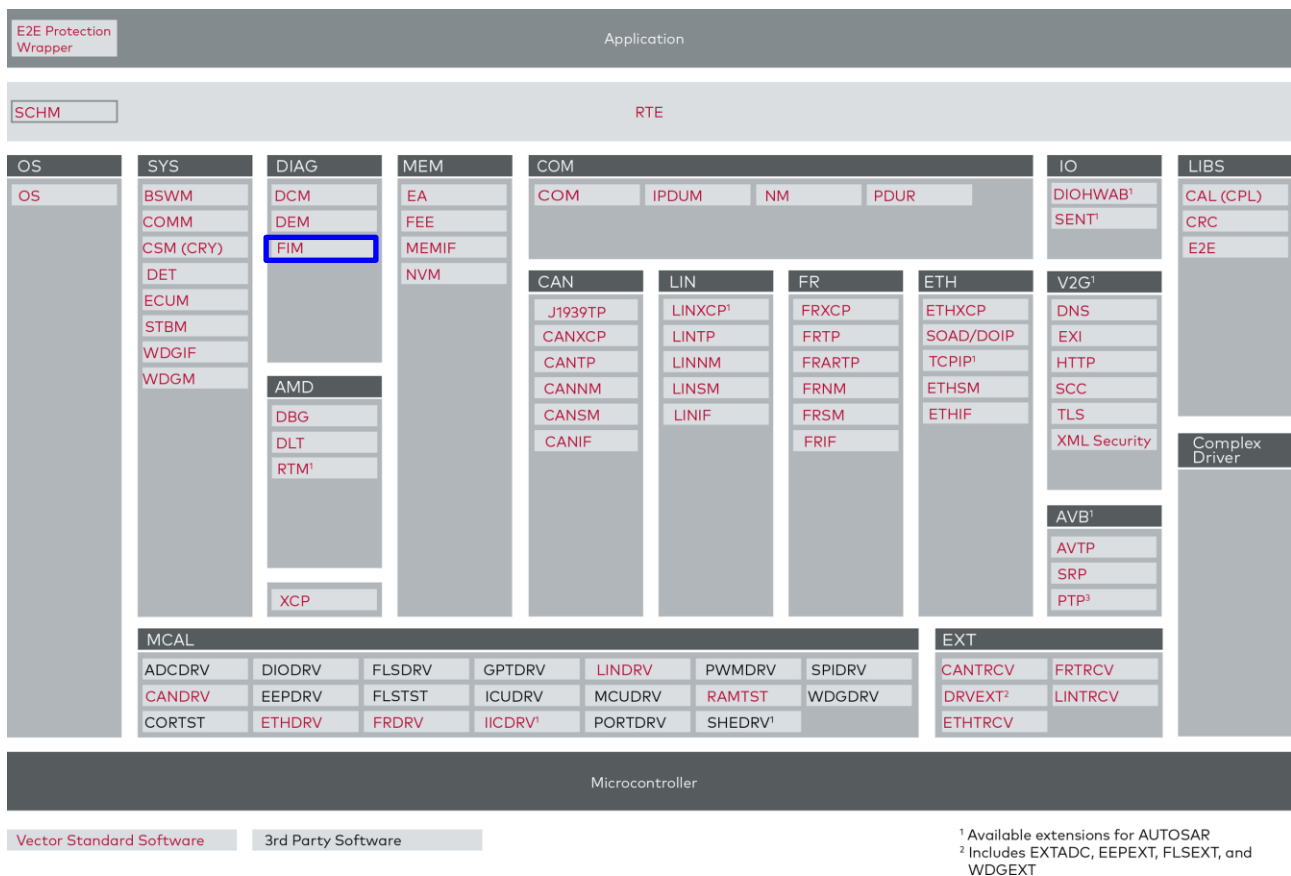 E2E Protection
Wrapper
Application
SCHM
RTE
OS
OS
SYS
BSWM
COMM
CSM (CRY)
DET
ECUM
STBM
WDGIF
WDGM
DIAG
DCM
DEM
FIM
AMD
DBG
DLT
RTM¹
XCP
MEM
EA
FEE
MEMIF
NVM
COM
COM IPDUM NM PDUR
CAN
J1939TP
CANXCP
CANTP
CANNM
CANSM
CANIF
LIN
LINXCP¹
LINTP
LINNM
LINSM
LINIF
FR
FRXCP
FRTP
FRARTP
FRNM
FRSM
FRIF
ETH
ETHXCP
SOAD/DOIP
TCPIP¹
ETHSM
ETHIF
IO
DIOHWAB¹
SENT¹
V2G¹
DNS
EXI
HTTP
SCC
TLS
XML Security
AVB¹
AVTP
SRP
PTP³
LIBS
CAL (CPL)
CRC
E2E
Complex
Driver
MCAL
ADCDRV DIODRV FLSDRV GPTDRV LINDRV PWMDRV SPIDRV
CANDRV EEPDRV FLSTST ICUDRV MCUDRV RAMTST WDGDRV
CORTST ETHDRV FRDRV IICDRV¹ PORTDRV SHEDRV¹
EXT
CANTRCV FRTRCV
DRVEXT² LINTRCV
ETHTRCV
Microcontroller
Vector Standard Software
3rd Party Software
¹ Available extensions for AUTOSAR
² Includes EXTADC, EEPEXT, FLSEXT, and
WDGEXT